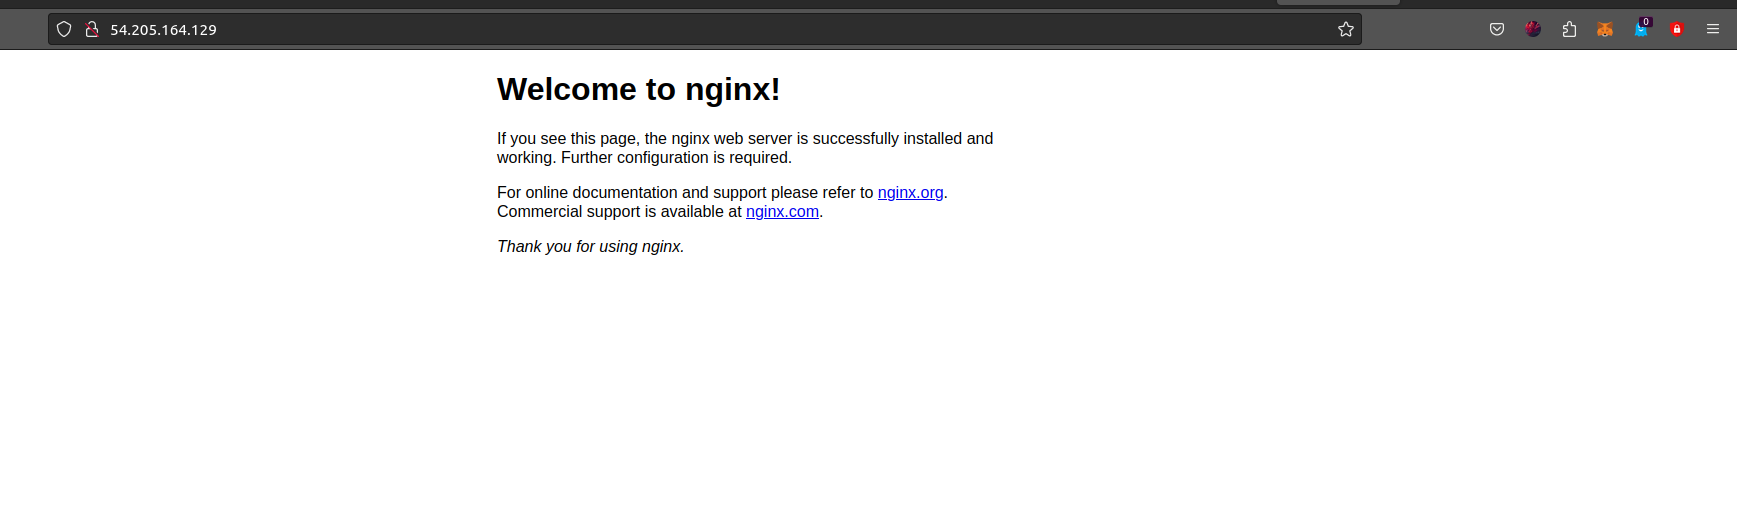 54.205.164.129
0
Welcome to nginx!
If you see this page, the nginx web server is successfully installed and
working. Further configuration is required.
For online documentation and support please refer to nginx.org.
Commercial support is available at nginx.com.
Thank you for using nginx.